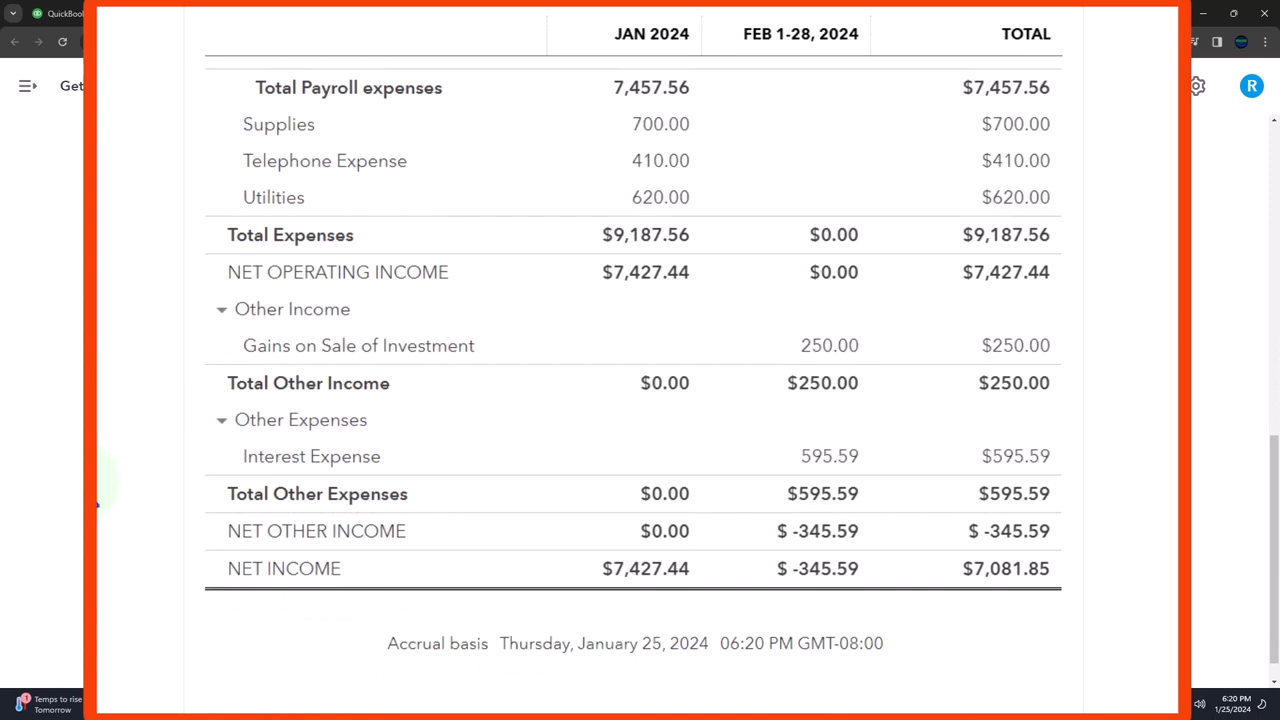 QuickBook
JAN 2024 FEB 1-28, 2024 TOTAL
Get
R
Total Payroll expenses 7,457.56 $7,457.56
Supplies 700.00 $700.00
Telephone Expense 410.00 $410.00
Utilities 620.00 $620.00
Total Expenses $9,187.56 $0.00 $9,187.56
NET OPERATING INCOME $7,427.44 $0.00 $7,427.44
Other Income
Gains on Sale of Investment 250.00 $250.00
Total Other Income $0.00 $250.00 $250.00
Other Expenses
Interest Expense 595.59 $595.59
Total Other Expenses $0.00 $595.59 $595.59
NET OTHER INCOME $0.00 $ -345.59 $ -345.59
NET INCOME $7,427.44 $ -345.59 $7,081.85
Accrual basis Thursday, January 25, 2024 06:20 PM GMT-08:00
1
Temps to rise
Tomorrow
6:20 PM
1/25/2024